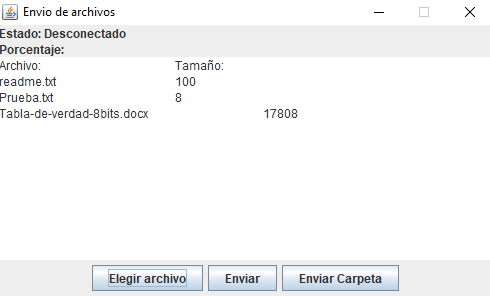 Envio de archivos
Estado: Desconectado
Porcentaje:
Archivo: Tamaño:
readme.txt 100
Prueba.txt 8
Tabla-de-verdad-8bits.docx 17808
Elegir archivo Enviar Enviar Carpeta